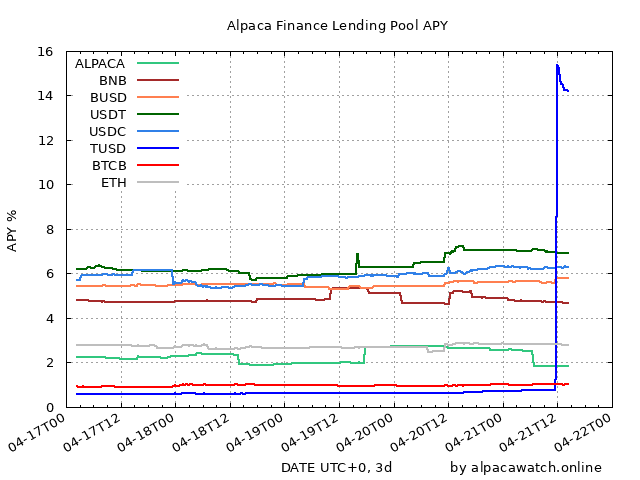 Alpaca Finance Lending Pool APY
APY %
16
14
12
10
8
6
4
2
0
ALPACA
BNB
BUSD
USDT
USDC
TUSD
BTCB
ETH
04-17T00
04-17T12
04-18T00
04-18T12
04-19T00
04-19T12
04-20T00
04-20T12
04-21T00
04-21T12
04-22T00
DATE UTC+0, 3d
by alpacawatch.online